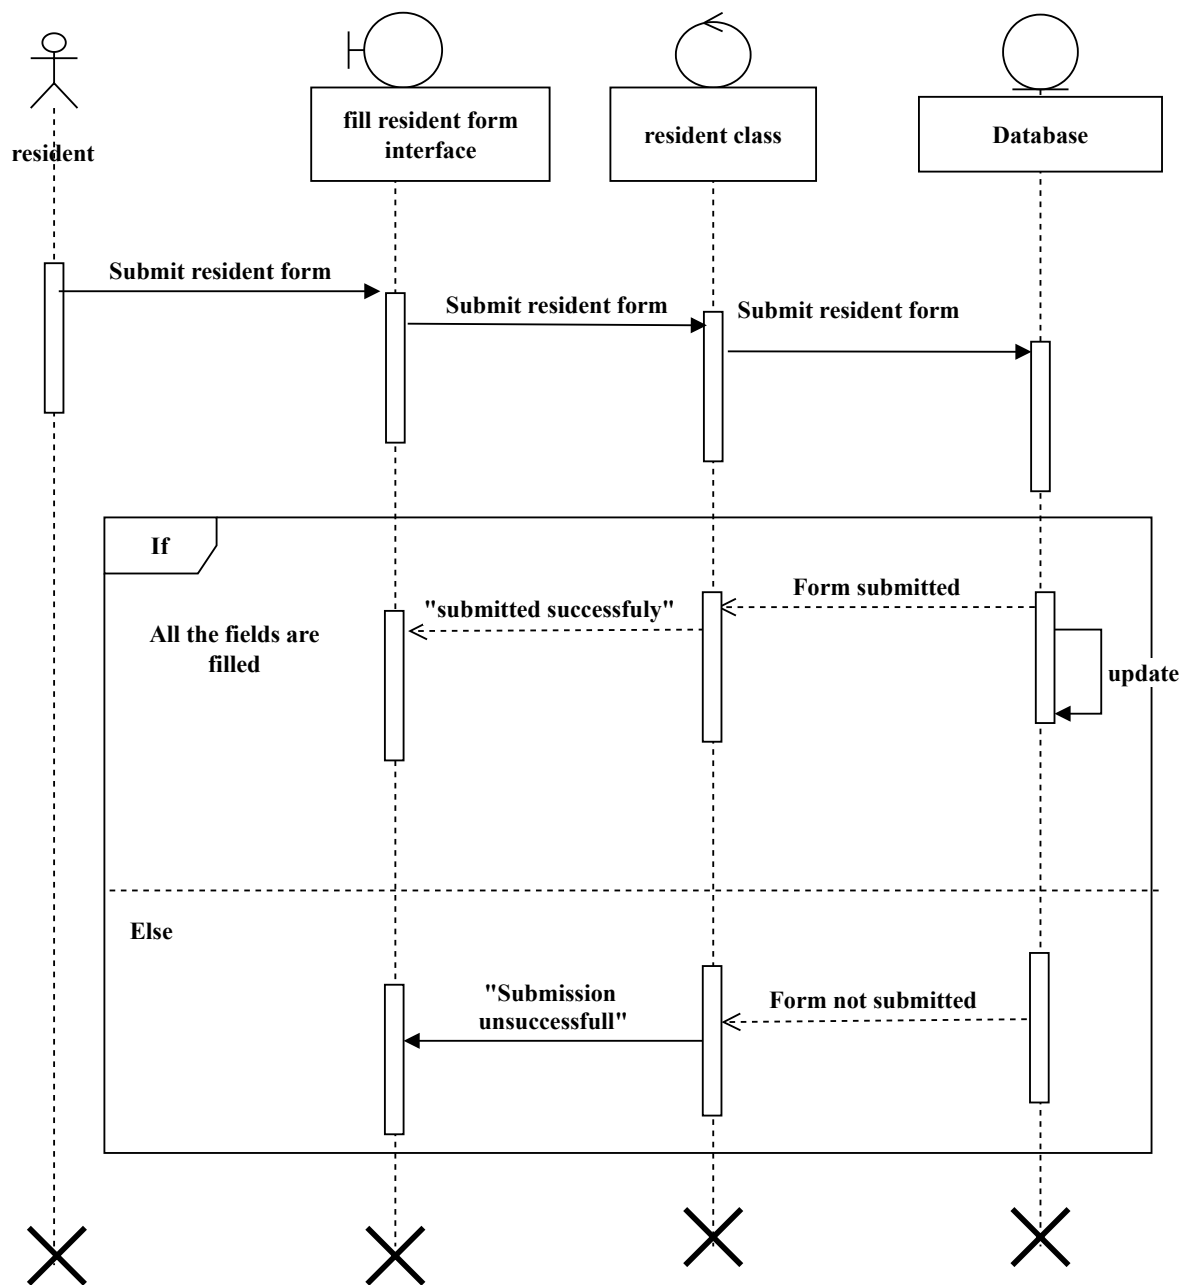 resident
fill resident form
interface
resident class
Database
Submit resident form
Submit resident form
Submit resident form
If
All the fields are
filled
"submitted successfuly"
Form submitted
update
Else
"Submission
unsuccessfull"
Form not submitted